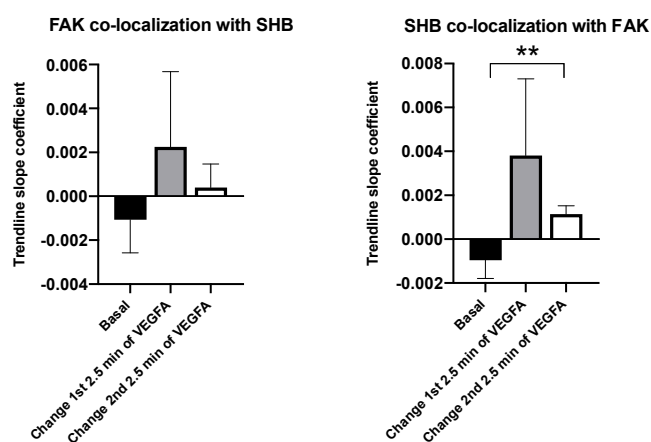 FAK co-localization with SHB
Trendline slope coefficient
0.006
0.004
0.002
0.000
-0.002
-0.004
Basal
Change 1st 2.5 min of VEGFA
Change 2nd 2.5 min of VEGFA
SHB co-localization with FAK
Trendline slope coefficient
**
0.008
0.006
0.004
0.002
0.000
-0.002
Basal
Change 1st 2.5 min of VEGFA
Change 2nd 2.5 min of VEGFA